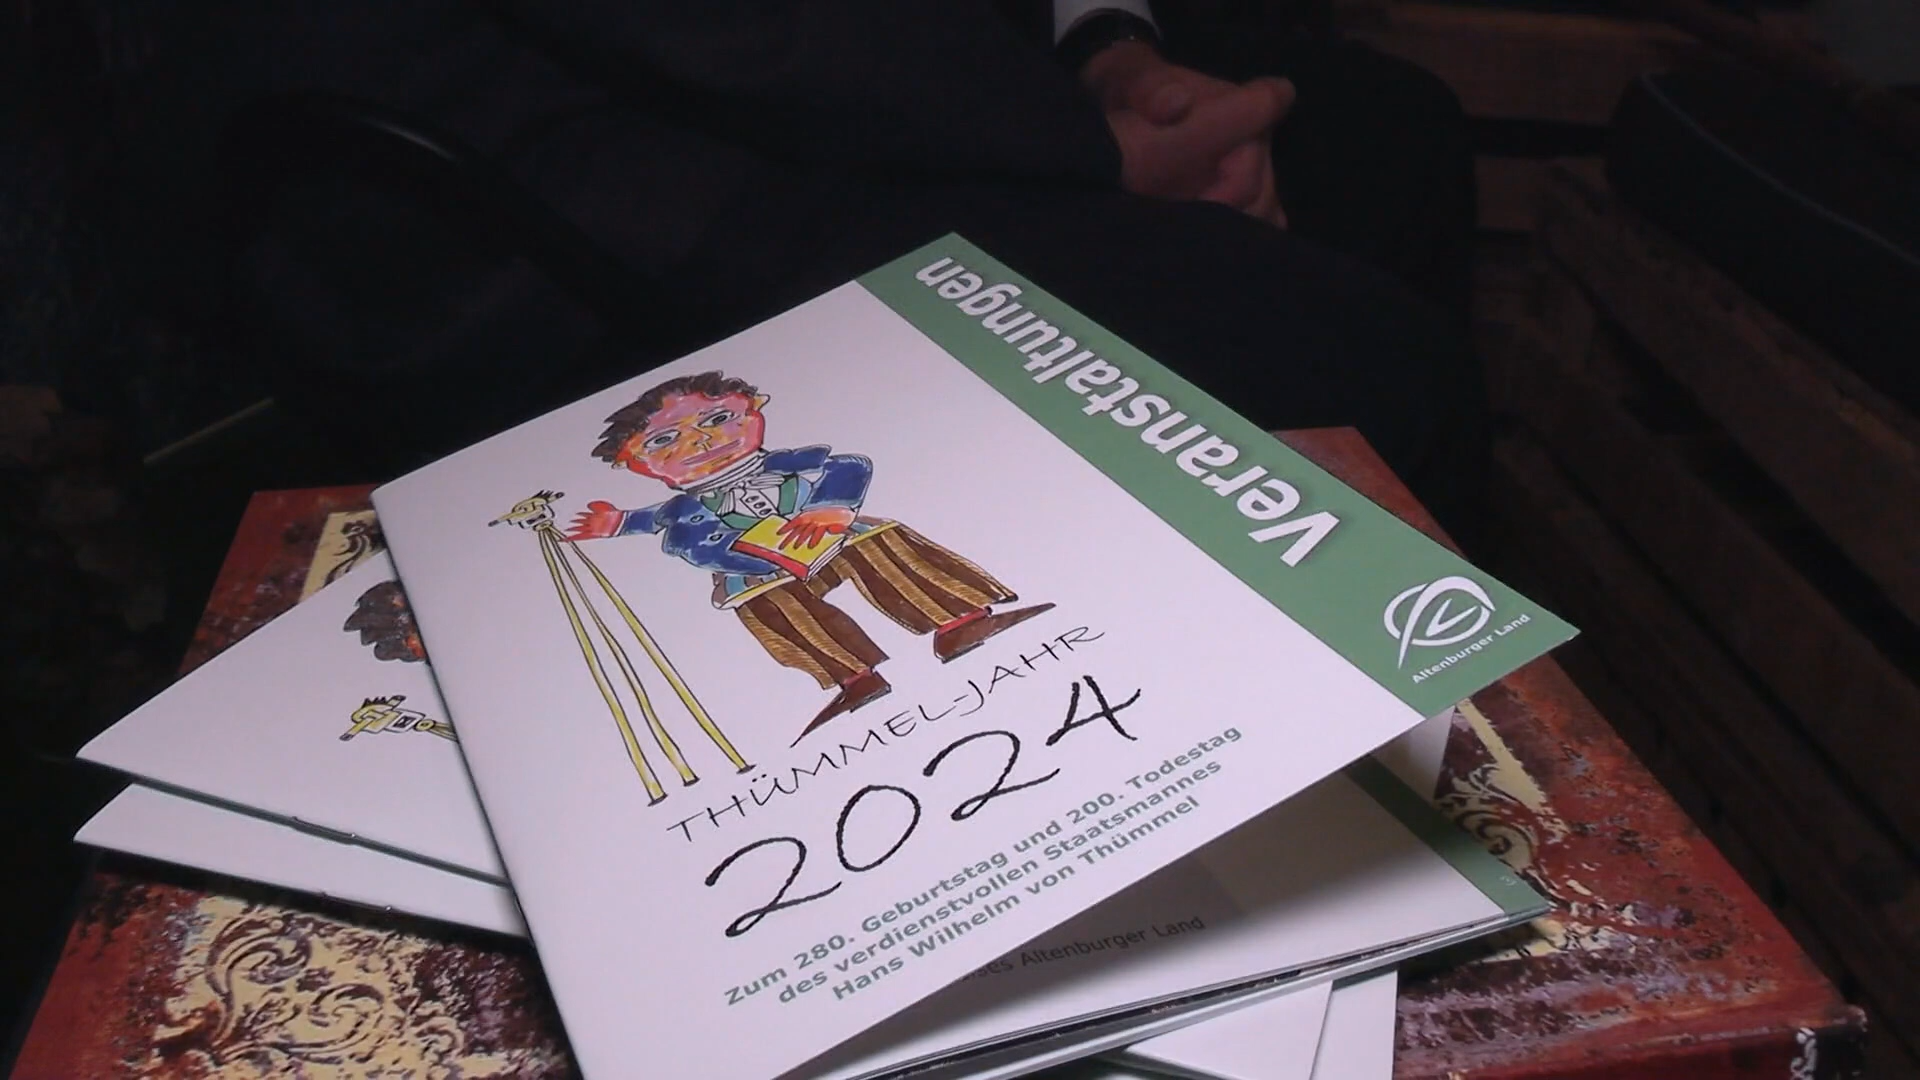 Veranstaltungen
Altenburger Land
THÜMMEL-JAHR
2024
Zum 280. Geburtstag und 200. Todestag
des verdienstvollen Staatsmannes
Hans Wilhelm von Thümmel
Altenburger Land
3